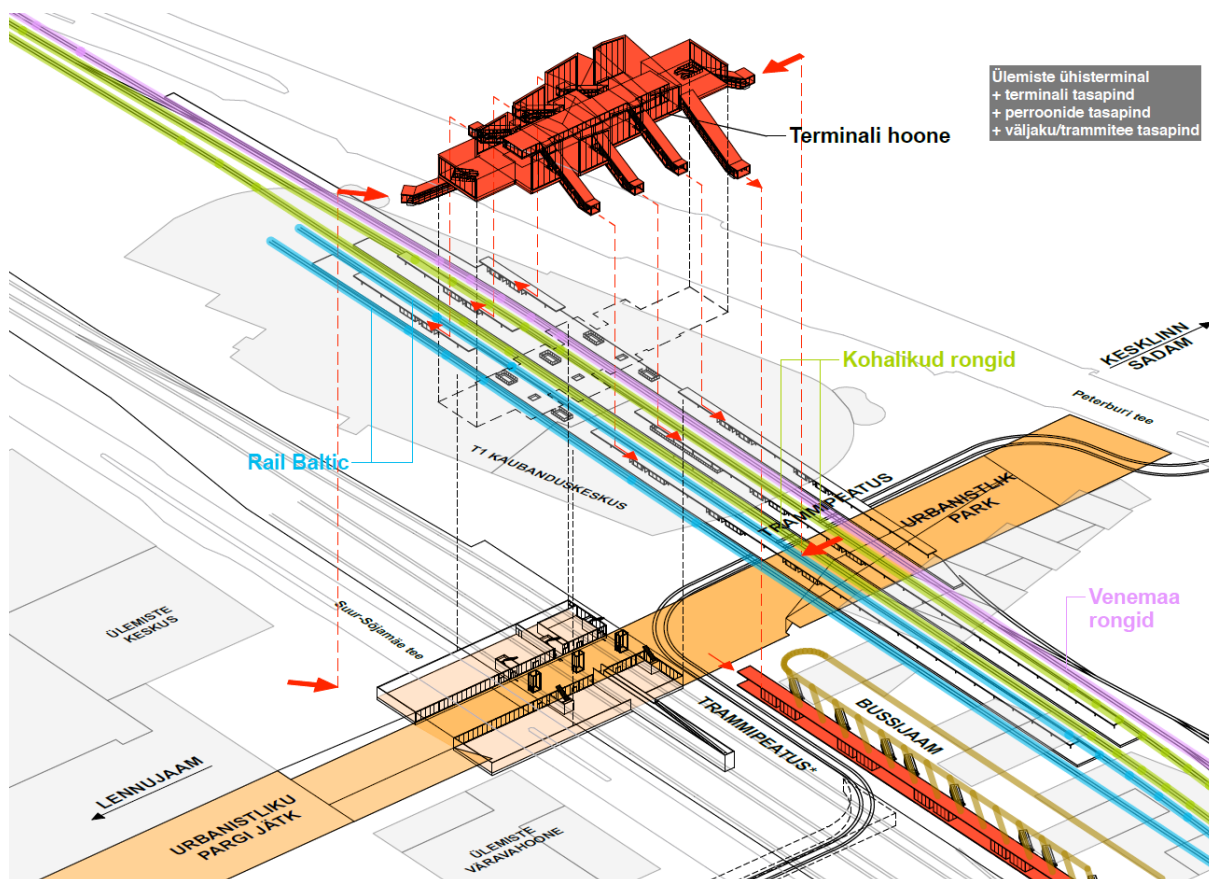 Ülemiste ühisterminal
+ terminali tasapind
+ perroonide tasapind
+ väljaku/trammitee tasapind
Terminali hoone
KESKLINN
SADAM
Kohalikud rongid
Peterburi tee
Rail Baltic
T1 KAUBANDUSKESKUS
TRAMMIPEATUS
URBANISTLIK
PARK
Venemaa
rongid
ÜLEMISTE
KESKUS
Suur-Sõjamäe tee
BUSSIJAAM
TRAMMIPEATUS*
LENNUJAAM
URBANISTLIKU
PARGI JÄTK
ÜLEMISTE
VÄRAVAHOONE